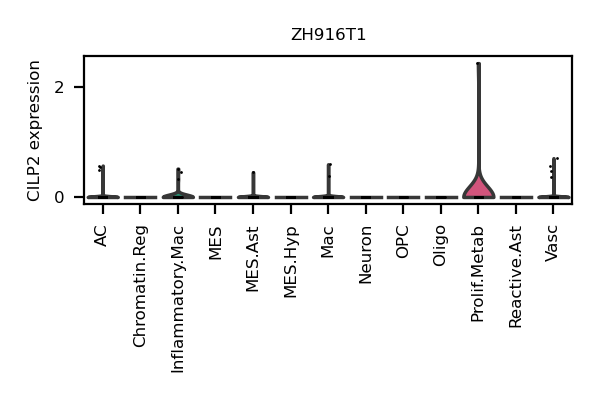 ZH916T1
CILP2 expression
2
0
AC
Chromatin.Reg
Inflammatory.Mac
MES
MES.Ast
MES.Hyp
Mac
Neuron
OPC
Oligo
Prolif.Metab
Reactive.Ast
Vasc